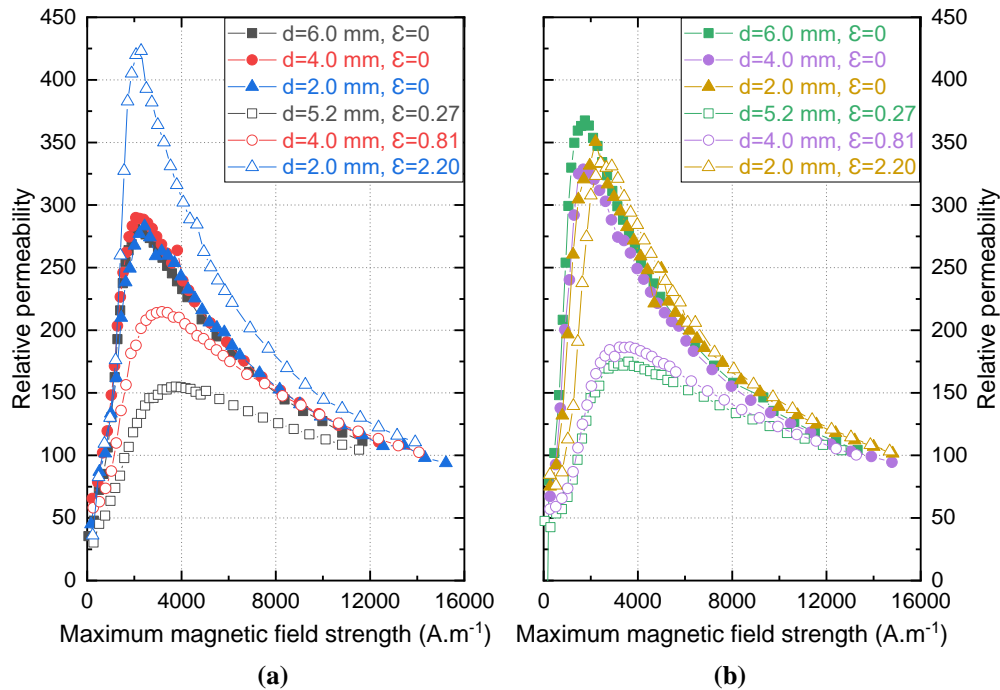 450
400
350
300
250
200
150
100
50
0
Relative permeability
d=6.0 mm, Ɛ=0
d=4.0 mm, Ɛ=0
d=2.0 mm, Ɛ=0
d=5.2 mm, Ɛ=0.27
d=4.0 mm, Ɛ=0.81
d=2.0 mm, Ɛ=2.20
0 4000 8000 12000 16000
Maximum magnetic field strength (A.m⁻¹)
(a)
d=6.0 mm, Ɛ=0
d=4.0 mm, Ɛ=0
d=2.0 mm, Ɛ=0
d=5.2 mm, Ɛ=0.27
d=4.0 mm, Ɛ=0.81
d=2.0 mm, Ɛ=2.20
450
400
350
300
250
200
150
100
50
0
Relative permeability
0 4000 8000 12000 16000
Maximum magnetic field strength (A.m⁻¹)
(b)